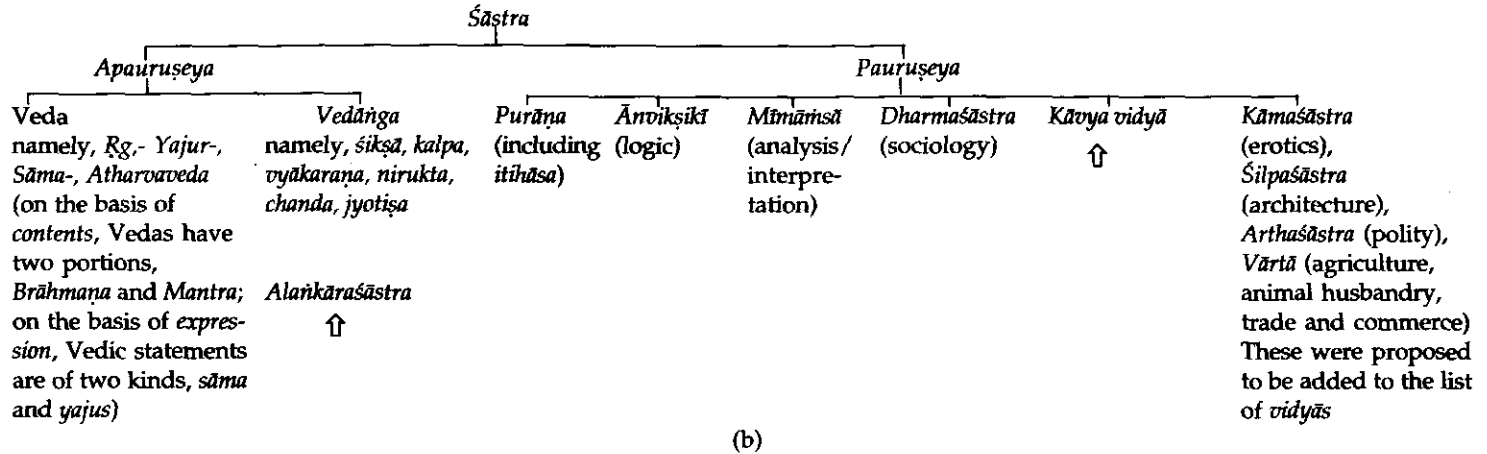 Śāstra
Apauruṣeya Pauruṣeya
Veda Vedāṅga Purāṇa Ānvikṣikī Mīmāṁsā Dharmaśāstra Kāvya vidyā Kāmaśāstra
namely, Ṛg,- Yajur-, namely, śikṣā, kalpa, (including (logic) (analysis/ (sociology) ⇧ (erotics),
Sāma-, Atharvaveda vyākaraṇa, nirukta, itihāsa) interpre- Śilpaśāstra
(on the basis of chanda, jyotiṣa tation) (architecture),
contents, Vedas have Arthaśāstra (polity),
two portions, Vārtā (agriculture,
Brāhmaṇa and Mantra; Alaṅkāraśāstra animal husbandry,
on the basis of expres- ⇧ trade and commerce)
sion, Vedic statements These were proposed
are of two kinds, sāma to be added to the list
and yajus) of vidyās
(b)